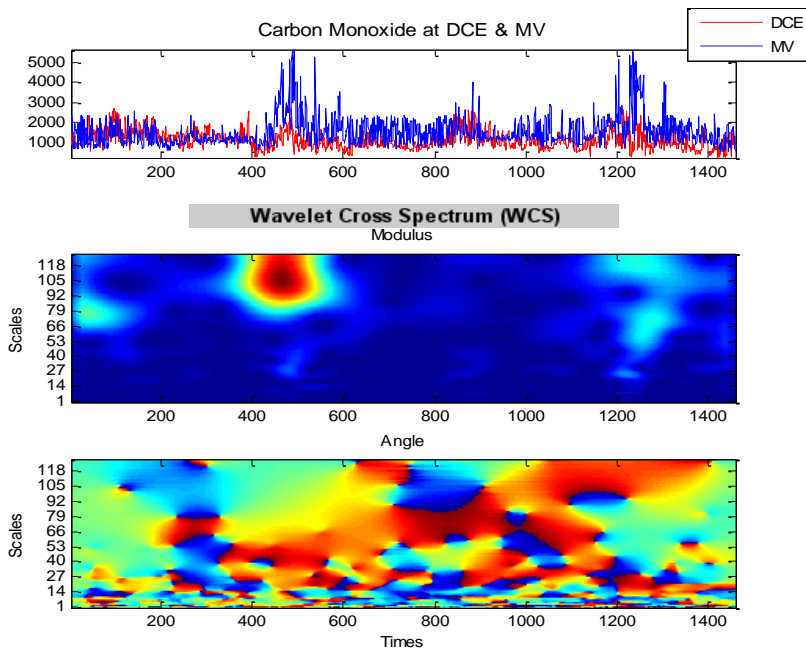 Carbon Monoxide at DCE & MV
DCE
MV
5000
4000
3000
2000
1000
200 400 600 800 1000 1200 1400
Wavelet Cross Spectrum (WCS)
Modulus
Scales
118
105
92
79
66
53
40
27
14
1
200 400 600 800 1000 1200 1400
Angle
Scales
118
105
92
79
66
53
40
27
14
1
200 400 600 800 1000 1200 1400
Times